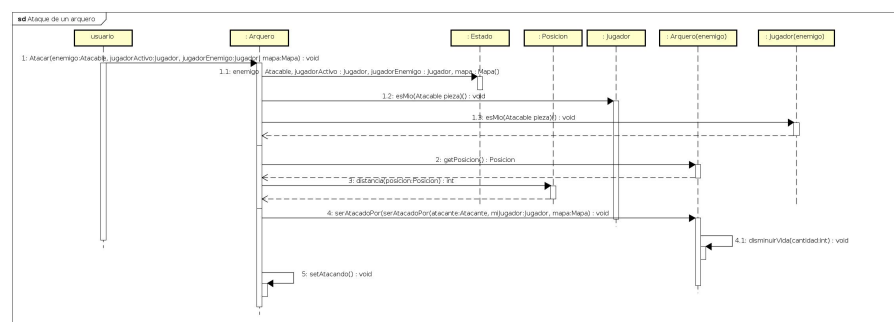 sd Ataque de un arquero
usuario
: Arquero
: Estado
: Posicion
: Jugador
: Arquero(enemigo)
: Jugador(enemigo)
1: Atacar(enemigo:Atacable, jugadorActivo:Jugador, jugadorEnemigo:Jugador, mapa:Mapa) : void
1.1: enemigo : Atacable, jugadorActivo : Jugador, jugadorEnemigo : Jugador, mapa : Mapa()
1.2: esMio(Atacable pieza)() : void
1.3: esMio(Atacable pieza)() : void
2: getPosicion() : Posicion
3: distancia(posicion:Posicion) : int
4: serAtacadoPor(serAtacadoPor(atacante:Atacante, miJugador:Jugador, mapa:Mapa) : void
4.1: disminuirVida(cantidad:int) : void
5: setAtacando() : void